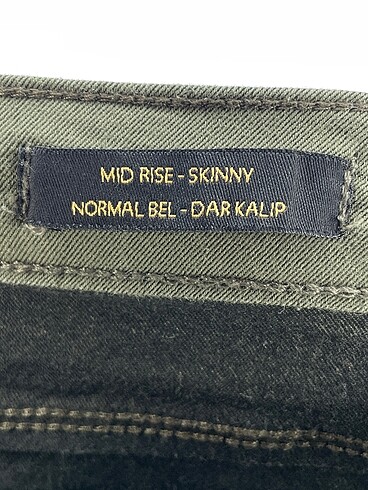 MID RISE - SKINNY
NORMAL BEL - DAR KALIP